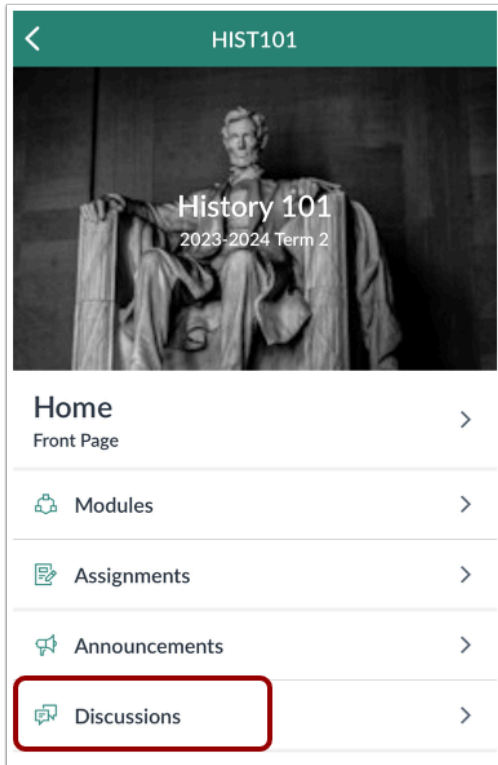 HIST101
History 101
2023-2024 Term 2
Home
Front Page
Modules
Assignments
Announcements
Discussions